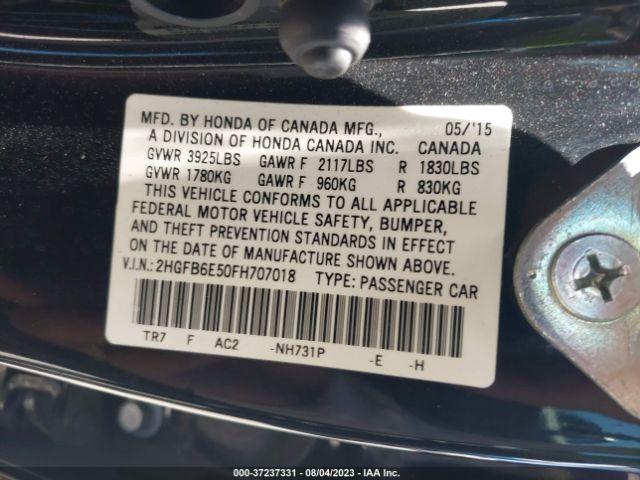 MFD. BY HONDA OF CANADA MFG., 05/'15
A DIVISION OF HONDA CANADA INC. CANADA
GVWR 3925LBS GAWR F 2117LBS R 1830LBS
GVWR 1780KG GAWR F 960KG R 830KG
THIS VEHICLE CONFORMS TO ALL APPLICABLE
FEDERAL MOTOR VEHICLE SAFETY, BUMPER,
AND THEFT PREVENTION STANDARDS IN EFFECT
ON THE DATE OF MANUFACTURE SHOWN ABOVE.
V.I.N.: 2HGFB6E50FH707018 TYPE: PASSENGER CAR
TR7 F AC2 -NH731P -E -H
000-37237331 - 08/04/2023 - IAA Inc.